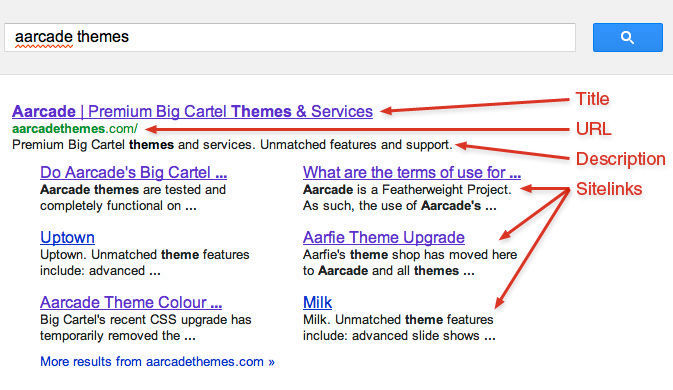 aarcade themes
Aarcade | Premium Big Cartel Themes & Services
Title
aarcadethemes.com/
URL
Premium Big Cartel themes and services. Unmatched features and support.
Description
Do Aarcade's Big Cartel ...
Aarcade themes are tested and
completely functional on ...
What are the terms of use for ...
Aarcade is a Featherweight Project.
As such, the use of Aarcade's ...
Sitelinks
Uptown
Uptown. Unmatched theme features
include: advanced ...
Aarfie Theme Upgrade
Aarfie's theme shop has moved here
to Aarcade and all themes ...
Aarcade Theme Colour ...
Big Cartel's recent CSS upgrade has
temporarily removed the ...
Milk
Milk. Unmatched theme features
include: advanced slide shows ...
More results from aarcadethemes.com »